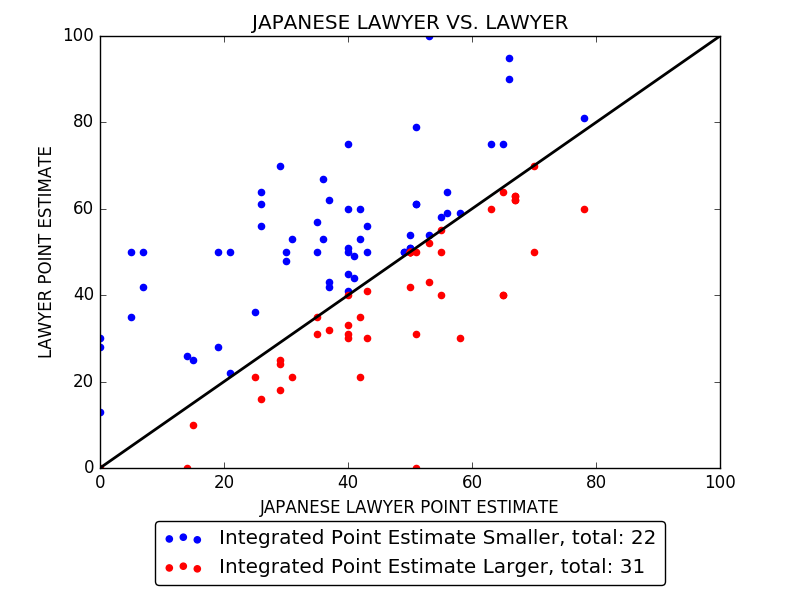 JAPANESE LAWYER VS. LAWYER
100
80
60
40
20
0
LAWYER POINT ESTIMATE
0 20 40 60 80 100
JAPANESE LAWYER POINT ESTIMATE
Integrated Point Estimate Smaller, total: 22
Integrated Point Estimate Larger, total: 31